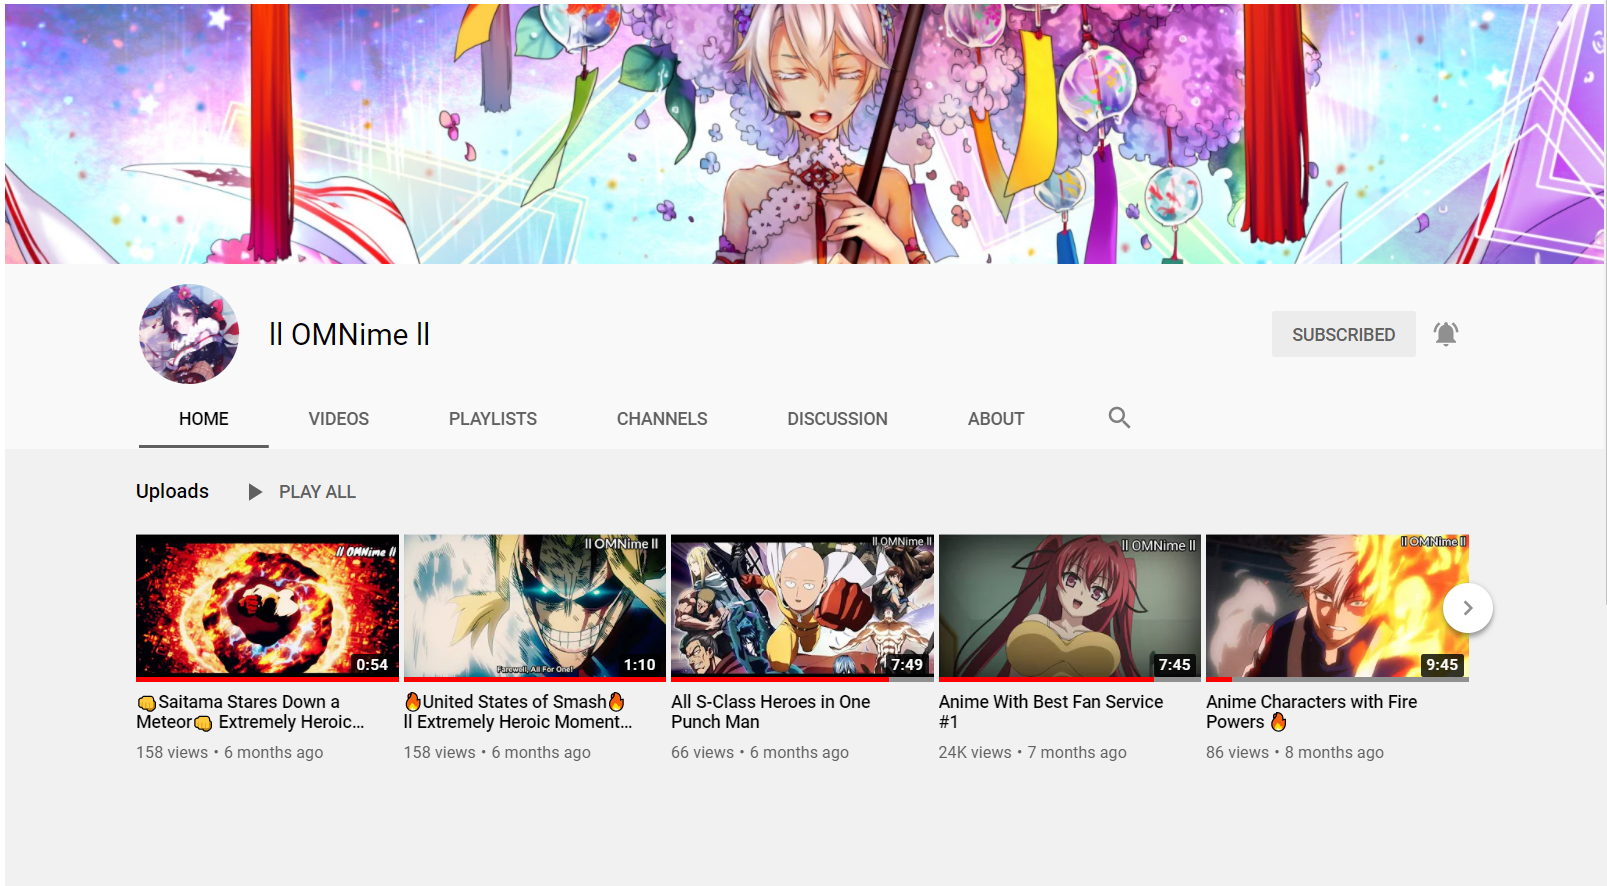 ll OMNime ll
SUBSCRIBED
HOME
VIDEOS
PLAYLISTS
CHANNELS
DISCUSSION
ABOUT
Uploads
PLAY ALL
ll OMNime ll
0:54
👊Saitama Stares Down a
Meteor👊 Extremely Heroic...
158 views • 6 months ago
ll OMNime ll
Farewell, All For One!
1:10
🔥United States of Smash🔥
ll Extremely Heroic Moment...
158 views • 6 months ago
ll OMNime ll
7:49
All S-Class Heroes in One
Punch Man
66 views • 6 months ago
ll OMNime ll
7:45
Anime With Best Fan Service
#1
24K views • 7 months ago
ll OMNime ll
9:45
Anime Characters with Fire
Powers 🔥
86 views • 8 months ago